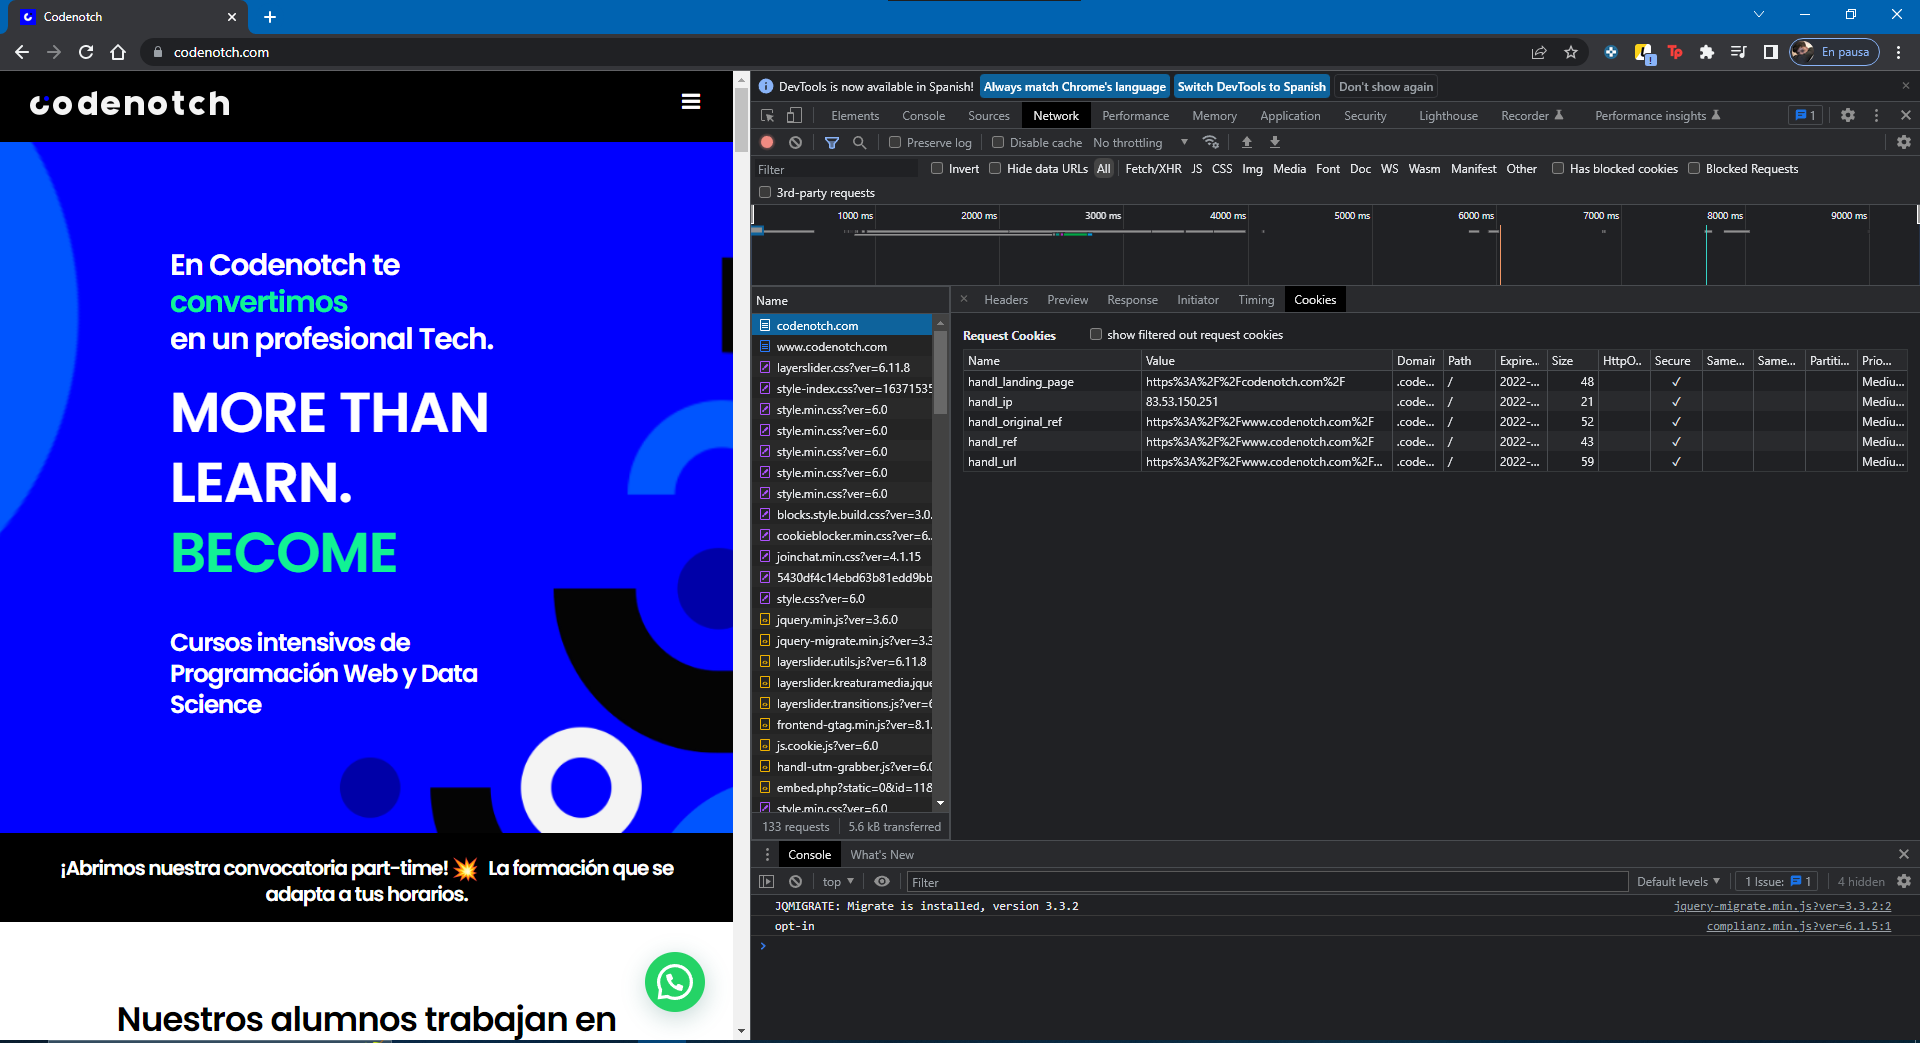 Codenotch
codenotch.com
En pausa
codenotch
En Codenotch te
convertimos
en un profesional Tech.
MORE THAN
LEARN.
BECOME
Cursos intensivos de
Programación Web y Data
Science
¡Abrimos nuestra convocatoria part-time! 💥 La formación que se
adapta a tus horarios.
Nuestros alumnos trabajan en
DevTools is now available in Spanish! Always match Chrome's language Switch DevTools to Spanish Don't show again
Elements Console Sources Network Performance Memory Application Security Lighthouse Recorder Performance insights 1
Preserve log Disable cache No throttling
Filter Invert Hide data URLs All Fetch/XHR JS CSS Img Media Font Doc WS Wasm Manifest Other Has blocked cookies Blocked Requests
3rd-party requests
1000 ms 2000 ms 3000 ms 4000 ms 5000 ms 6000 ms 7000 ms 8000 ms 9000 ms
Name
codenotch.com
www.codenotch.com
layerslider.css?ver=6.11.8
style-index.css?ver=16371535
style.min.css?ver=6.0
style.min.css?ver=6.0
style.min.css?ver=6.0
style.min.css?ver=6.0
style.min.css?ver=6.0
blocks.style.build.css?ver=3.0.
cookieblocker.min.css?ver=6..
joinchat.min.css?ver=4.1.15
5430df4c14ebd63b81edd9bb
style.css?ver=6.0
jquery.min.js?ver=3.6.0
jquery-migrate.min.js?ver=3.3
layerslider.utils.js?ver=6.11.8
layerslider.kreaturamedia.jque
layerslider.transitions.js?ver=6
frontend-gtag.min.js?ver=8.1.
js.cookie.js?ver=6.0
handl-utm-grabber.js?ver=6.0
embed.php?static=0&id=118
style.min.css?ver=6.0
133 requests 5.6 kB transferred
Headers Preview Response Initiator Timing Cookies
Request Cookies show filtered out request cookies
Name Value Domain Path Expire... Size HttpO... Secure Same... Same... Partiti... Prio...
handl_landing_page https%3A%2F%2Fcodenotch.com%2F .code... / 2022-... 48 ✓ Mediu...
handl_ip 83.53.150.251 .code... / 2022-... 21 ✓ Mediu...
handl_original_ref https%3A%2F%2Fwww.codenotch.com%2F .code... / 2022-... 52 ✓ Mediu...
handl_ref https%3A%2F%2Fwww.codenotch.com%2F .code... / 2022-... 43 ✓ Mediu...
handl_url https%3A%2F%2Fwww.codenotch.com%2F... .code... / 2022-... 59 ✓ Mediu...
Console What's New
top Filter Default levels 1 Issue: 1 4 hidden
JQMIGRATE: Migrate is installed, version 3.3.2 jquery-migrate.min.js?ver=3.3.2:2
opt-in complianz.min.js?ver=6.1.5:1